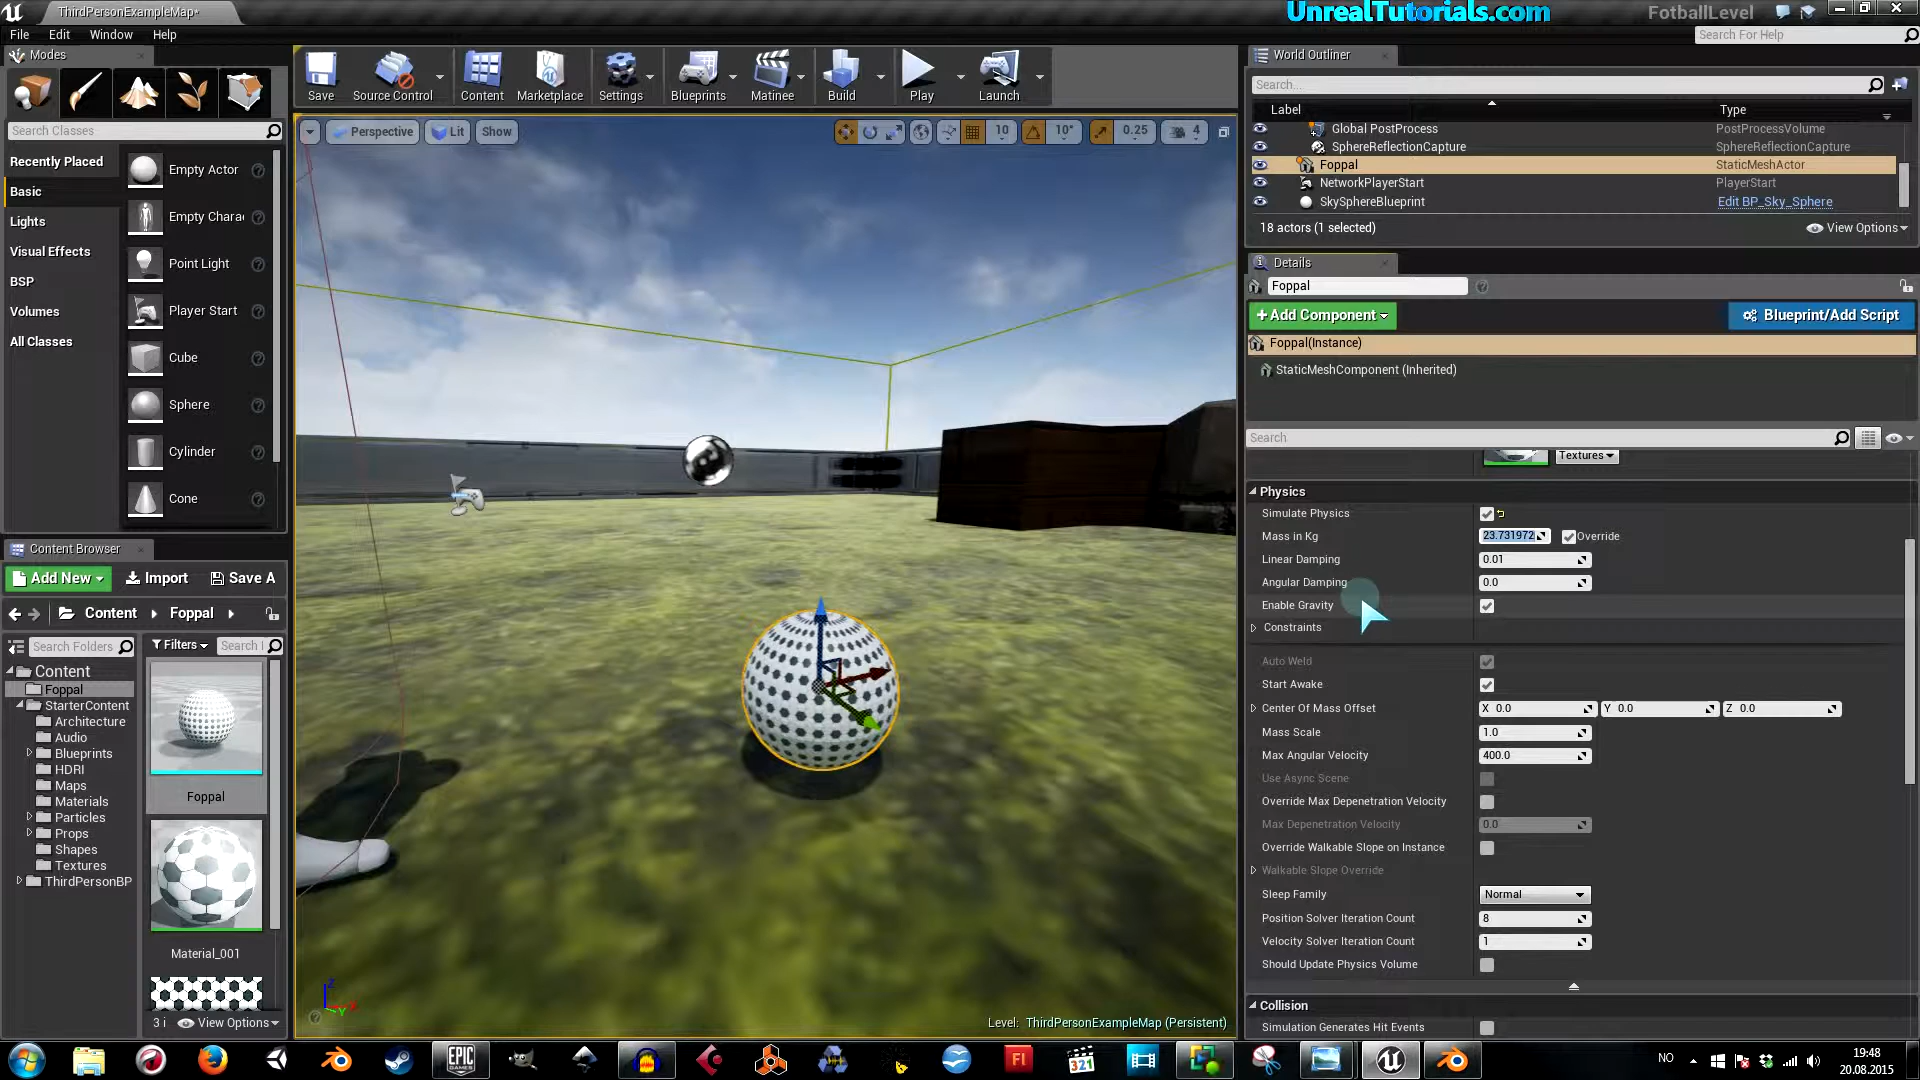 ThirdPersonExampleMap*
UnrealTutorials.com
FotballLevel
File Edit Window Help
Search For Help
Modes
Save
Source Control
Content
Marketplace
Settings
Blueprints
Matinee
Build
Play
Launch
Search Classes
Recently Placed
Basic
Lights
Visual Effects
BSP
Volumes
All Classes
Empty Actor
Empty Chara
Point Light
Player Start
Cube
Sphere
Cylinder
Cone
Perspective
Lit
Show
10
10°
0.25
4
Level: ThirdPersonExampleMap (Persistent)
World Outliner
Search...
Label Type
Global PostProcess PostProcessVolume
SphereReflectionCapture SphereReflectionCapture
Foppal StaticMeshActor
NetworkPlayerStart PlayerStart
SkySphereBlueprint Edit BP_Sky_Sphere
18 actors (1 selected) View Options
Details
Foppal
+Add Component
Blueprint/Add Script
Foppal(Instance)
StaticMeshComponent (Inherited)
Search
Textures
Physics
Simulate Physics
Mass in Kg 23.731972 Override
Linear Damping 0.01
Angular Damping 0.0
Enable Gravity
Constraints
Auto Weld
Start Awake
Center Of Mass Offset X 0.0 Y 0.0 Z 0.0
Mass Scale 1.0
Max Angular Velocity 400.0
Use Async Scene
Override Max Depenetration Velocity
Max Depenetration Velocity 0.0
Override Walkable Slope on Instance
Walkable Slope Override
Sleep Family Normal
Position Solver Iteration Count 8
Velocity Solver Iteration Count 1
Should Update Physics Volume
Collision
Simulation Generates Hit Events
Content Browser
Add New Import Save A
Content Foppal
Search Folders
Filters
Search
Content
Foppal
StarterContent
Architecture
Audio
Blueprints
HDRI
Maps
Materials
Particles
Props
Shapes
Textures
ThirdPersonBP
Foppal
Material_001
3 i View Options
EPIC
GAMES
Fl
321
NO
19:48
20.08.2015